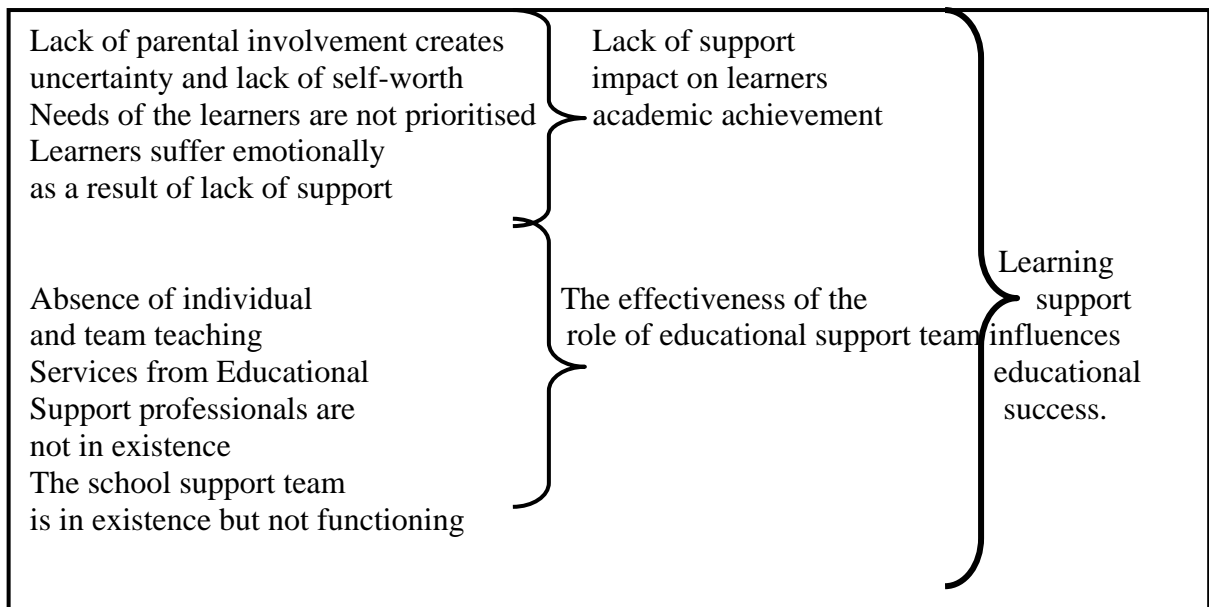 Lack of parental involvement creates
uncertainty and lack of self-worth
Needs of the learners are not prioritised
Learners suffer emotionally
as a result of lack of support
Lack of support
impact on learners
academic achievement
Absence of individual
and team teaching
Services from Educational
Support professionals are
not in existence
The school support team
is in existence but not functioning
The effectiveness of the
role of educational support team
Learning
support
influences
educational
success.